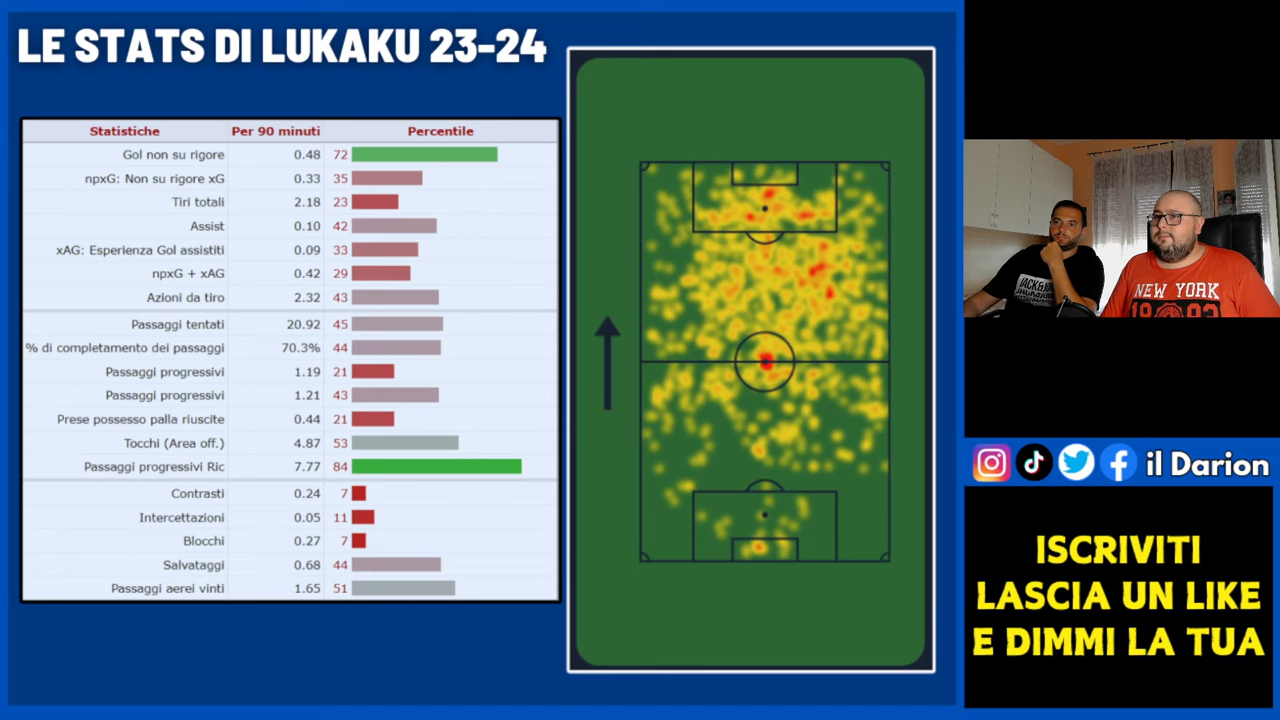 LE STATS DI LUKAKU 23-24
Statistiche Per 90 minuti Percentile
Gol non su rigore 0.48 72
npxG: Non su rigore xG 0.33 35
Tiri totali 2.18 23
Assist 0.10 42
xAG: Esperienza Gol assistiti 0.09 33
npxG + xAG 0.42 29
Azioni da tiro 2.32 43
Passaggi tentati 20.92 45
% di completamento dei passaggi 70.3% 44
Passaggi progressivi 1.19 21
Passaggi progressivi 1.21 43
Prese possesso palla riuscite 0.44 21
Tocchi (Area off.) 4.87 53
Passaggi progressivi Ric 7.77 84
Contrasti 0.24 7
Intercettazioni 0.05 11
Blocchi 0.27 7
Salvataggi 0.68 44
Passaggi aerei vinti 1.65 51
NEW YORK
il Darion
ISCRIVITI
LASCIA UN LIKE
E DIMMI LA TUA